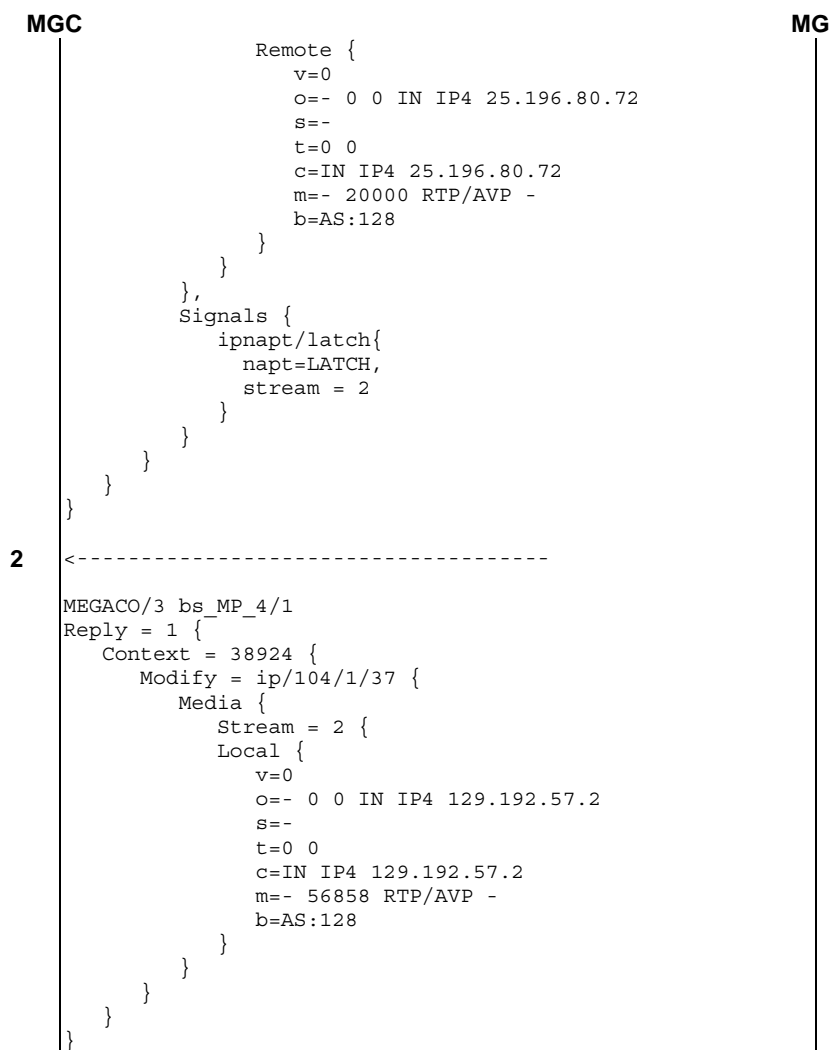 MGC MG
Remote {
v=0
o=- 0 0 IN IP4 25.196.80.72
s=-
t=0 0
c=IN IP4 25.196.80.72
m=- 20000 RTP/AVP -
b=AS:128
}
}
},
Signals {
ipnapt/latch{
napt=LATCH,
stream = 2
}
}
}
}
}
2 <-------------------------------------
MEGACO/3 bs_MP_4/1
Reply = 1 {
Context = 38924 {
Modify = ip/104/1/37 {
Media {
Stream = 2 {
Local {
v=0
o=- 0 0 IN IP4 129.192.57.2
s=-
t=0 0
c=IN IP4 129.192.57.2
m=- 56858 RTP/AVP -
b=AS:128
}
}
}
}
}